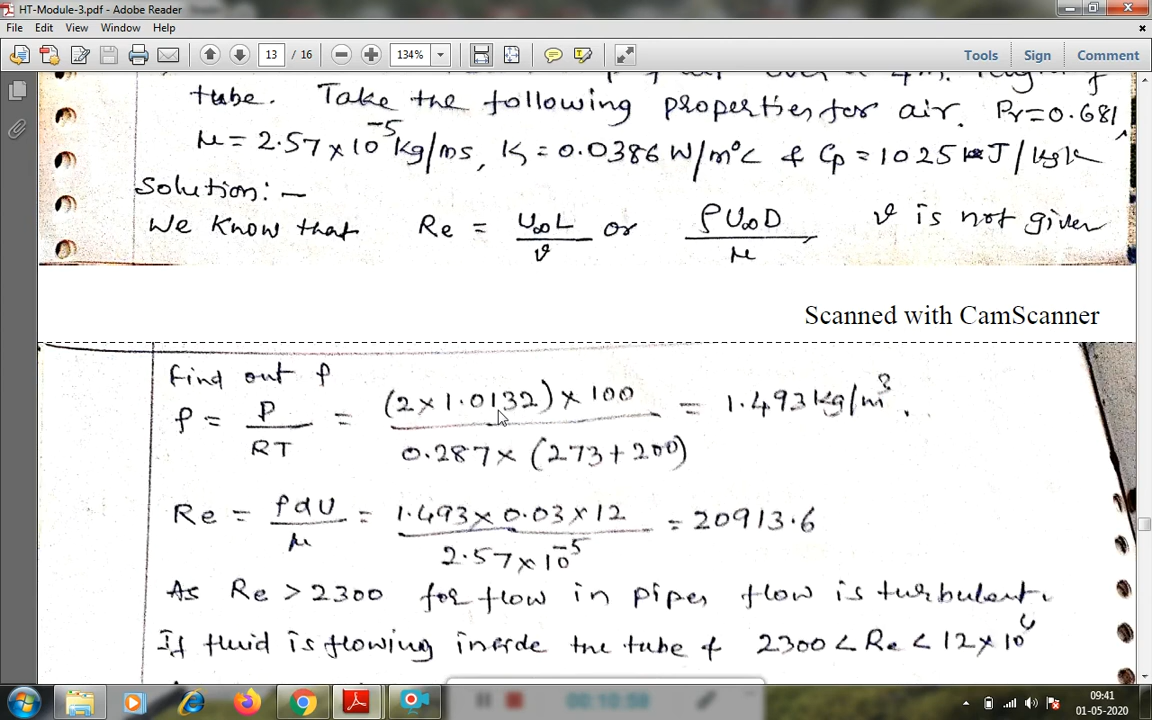 HT-Module-3.pdf - Adobe Reader
File Edit View Window Help
13 / 16 134% Tools Sign Comment
tube. Take the following properties for air. Pr=0.681,
μ = 2.57 × 10⁻⁵ kg/ms, K = 0.0386 W/m°C & Cp = 1025 J/kgK
Solution: —
We Know that Re = U∞L/ν or ρU∞D/μ ν is not given
Scanned with CamScanner
Find out ρ
ρ = P/RT = (2×1.0132)×100 / 0.287×(273+200) = 1.493 kg/m³.
Re = ρdU/μ = 1.493×0.03×12 / 2.57×10⁻⁵ = 20913.6
As Re > 2300 for flow in pipes flow is turbulent.
If fluid is flowing inside the tube & 2300 < Re < 12×10⁶
00:10:58
09:41
01-05-2020